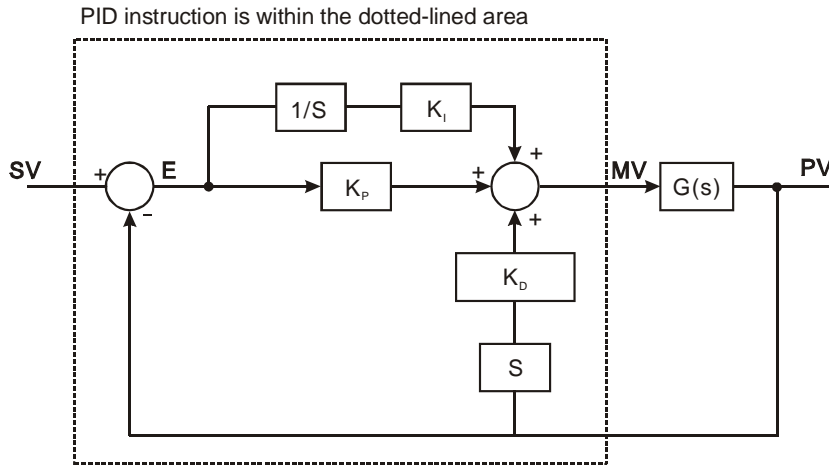 PID instruction is within the dotted-lined area
1/S
K_I
+
SV
+
E
K_P
+
MV
G(s)
PV
−
+
K_D
S